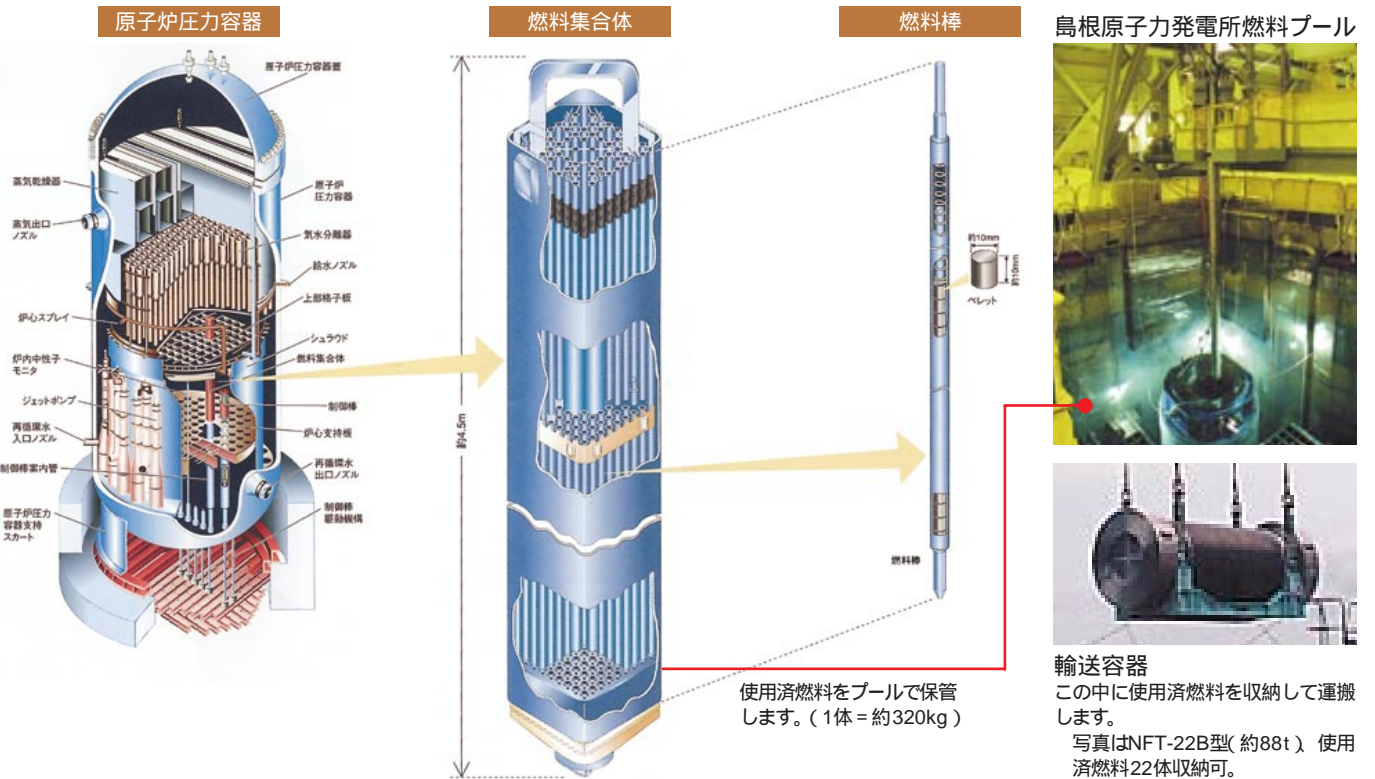 原子炉圧力容器
原子炉圧力容器蓋
蒸気乾燥器
蒸気出口
ノズル
原子炉
圧力容器
気水分離器
給水ノズル
上部格子板
炉心スプレイ
シュラウド
燃料集合体
炉内中性子
モニタ
ジェットポンプ
制御棒
再循環水
入口ノズル
炉心支持板
制御棒案内管
再循環水
出口ノズル
原子炉圧力
容器支持
スカート
制御棒
駆動機構
燃料集合体
約4.5m
燃料棒
約10mm
約10mm
ペレット
燃料棒
使用済燃料をプールで保管
します。(1体=約320kg)
島根原子力発電所燃料プール
輸送容器
この中に使用済燃料を収納して運搬
します。
写真はNFT-22B型(約88t)、使用
済燃料22体収納可。